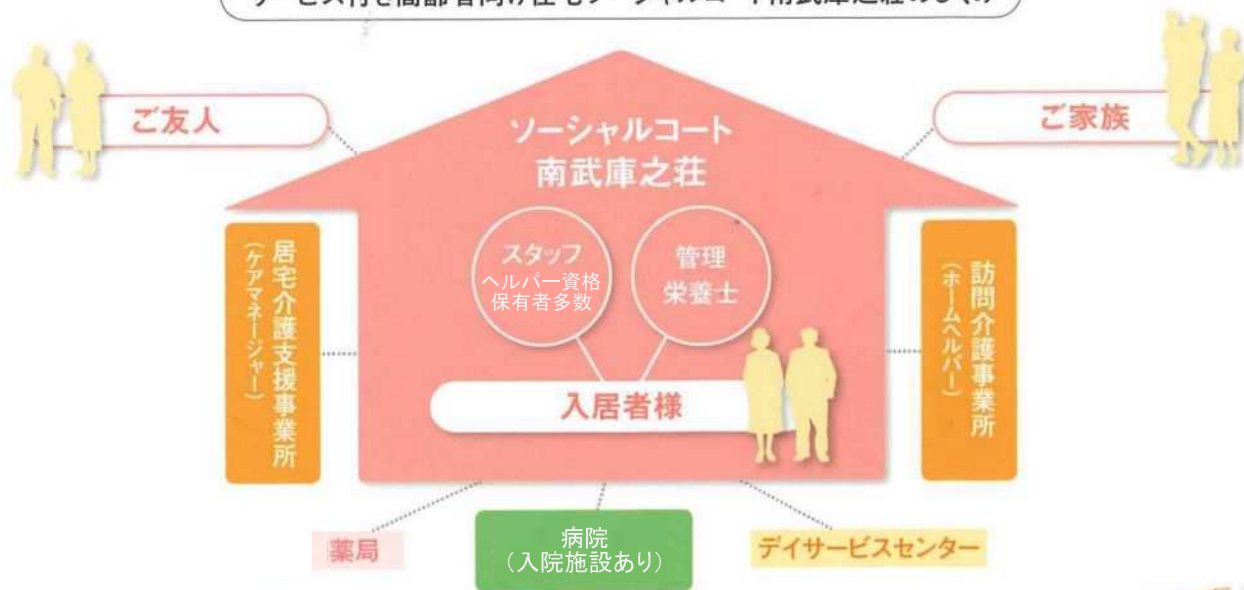 ご友人
ご家族
ソーシャルコート
南武庫之荘
スタッフ
ヘルパー資格
保有者多数
管理
栄養士
入居者様
居宅介護支援事業所
(ケアマネージャー)
訪問介護事業所
(ホームヘルパー)
薬局
病院
(入院施設あり)
デイサービスセンター